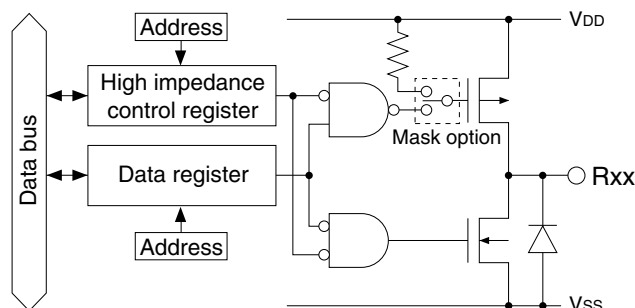 Address
VDD
High impedance
control register
Mask option
Data bus
Data register
Rxx
Address
VSS